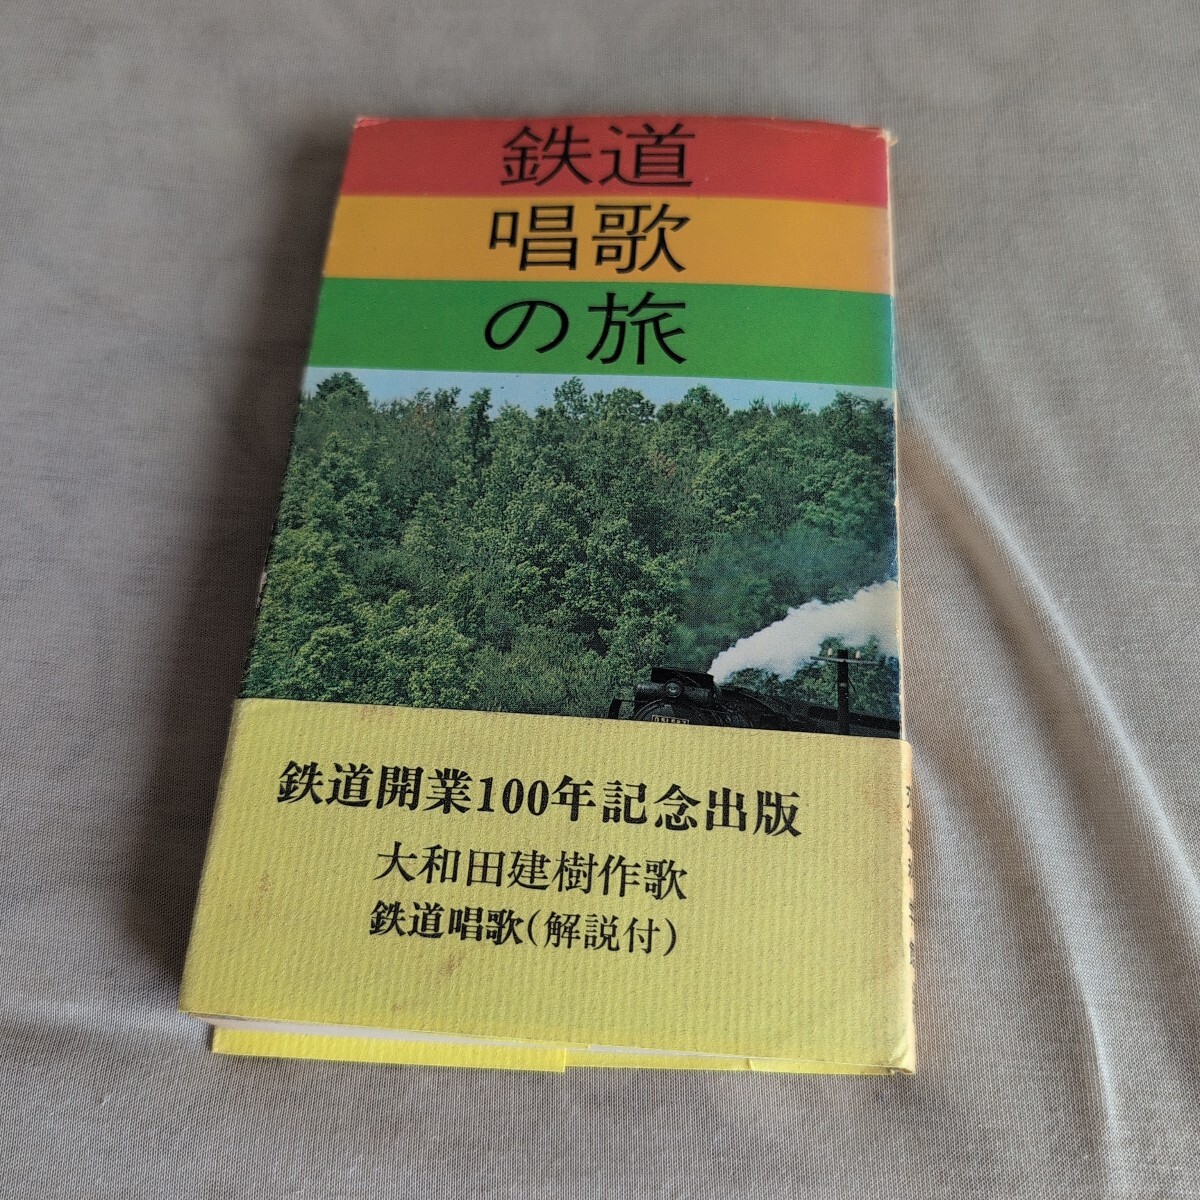 鉄道
唱歌
の旅
鉄道開業100年記念出版
大和田建樹作歌
鉄道唱歌(解説付)